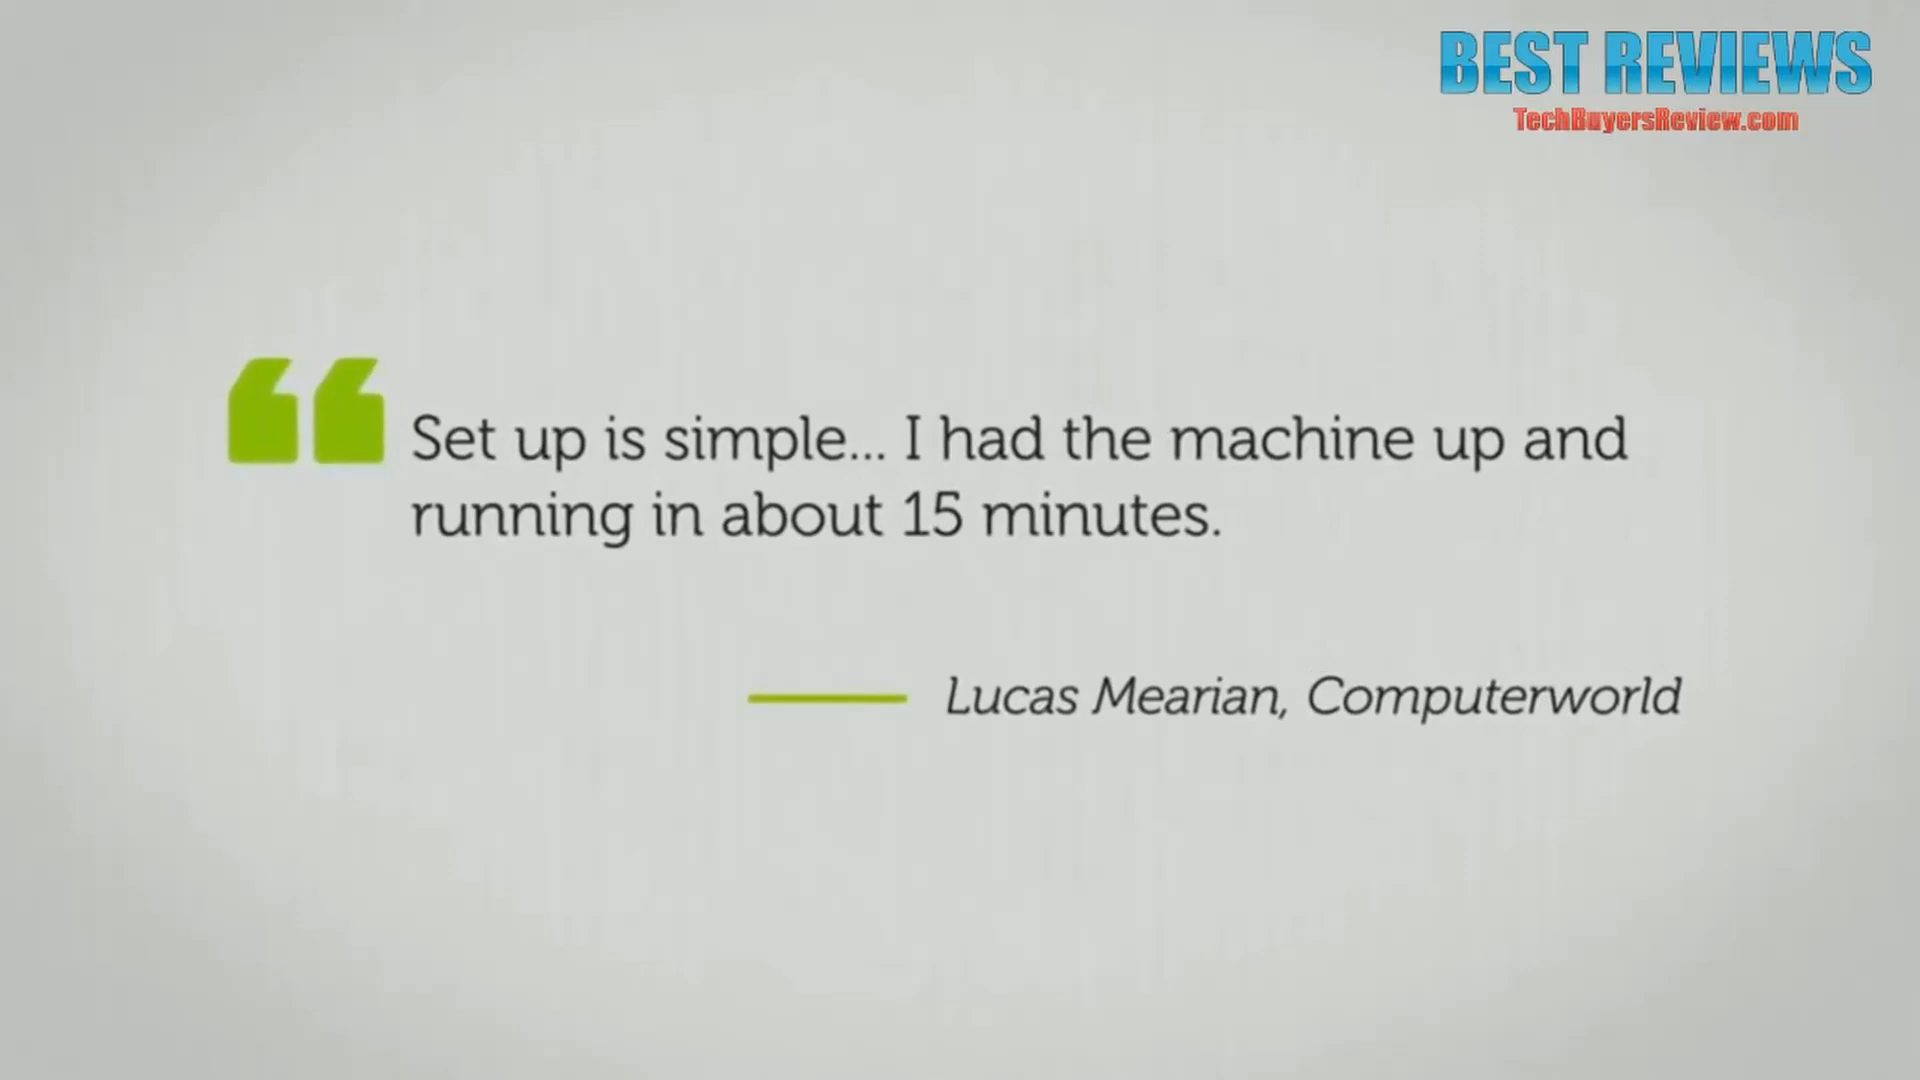 BEST REVIEWS
TechBuyersReview.com
Set up is simple... I had the machine up and
running in about 15 minutes.
Lucas Mearian, Computerworld